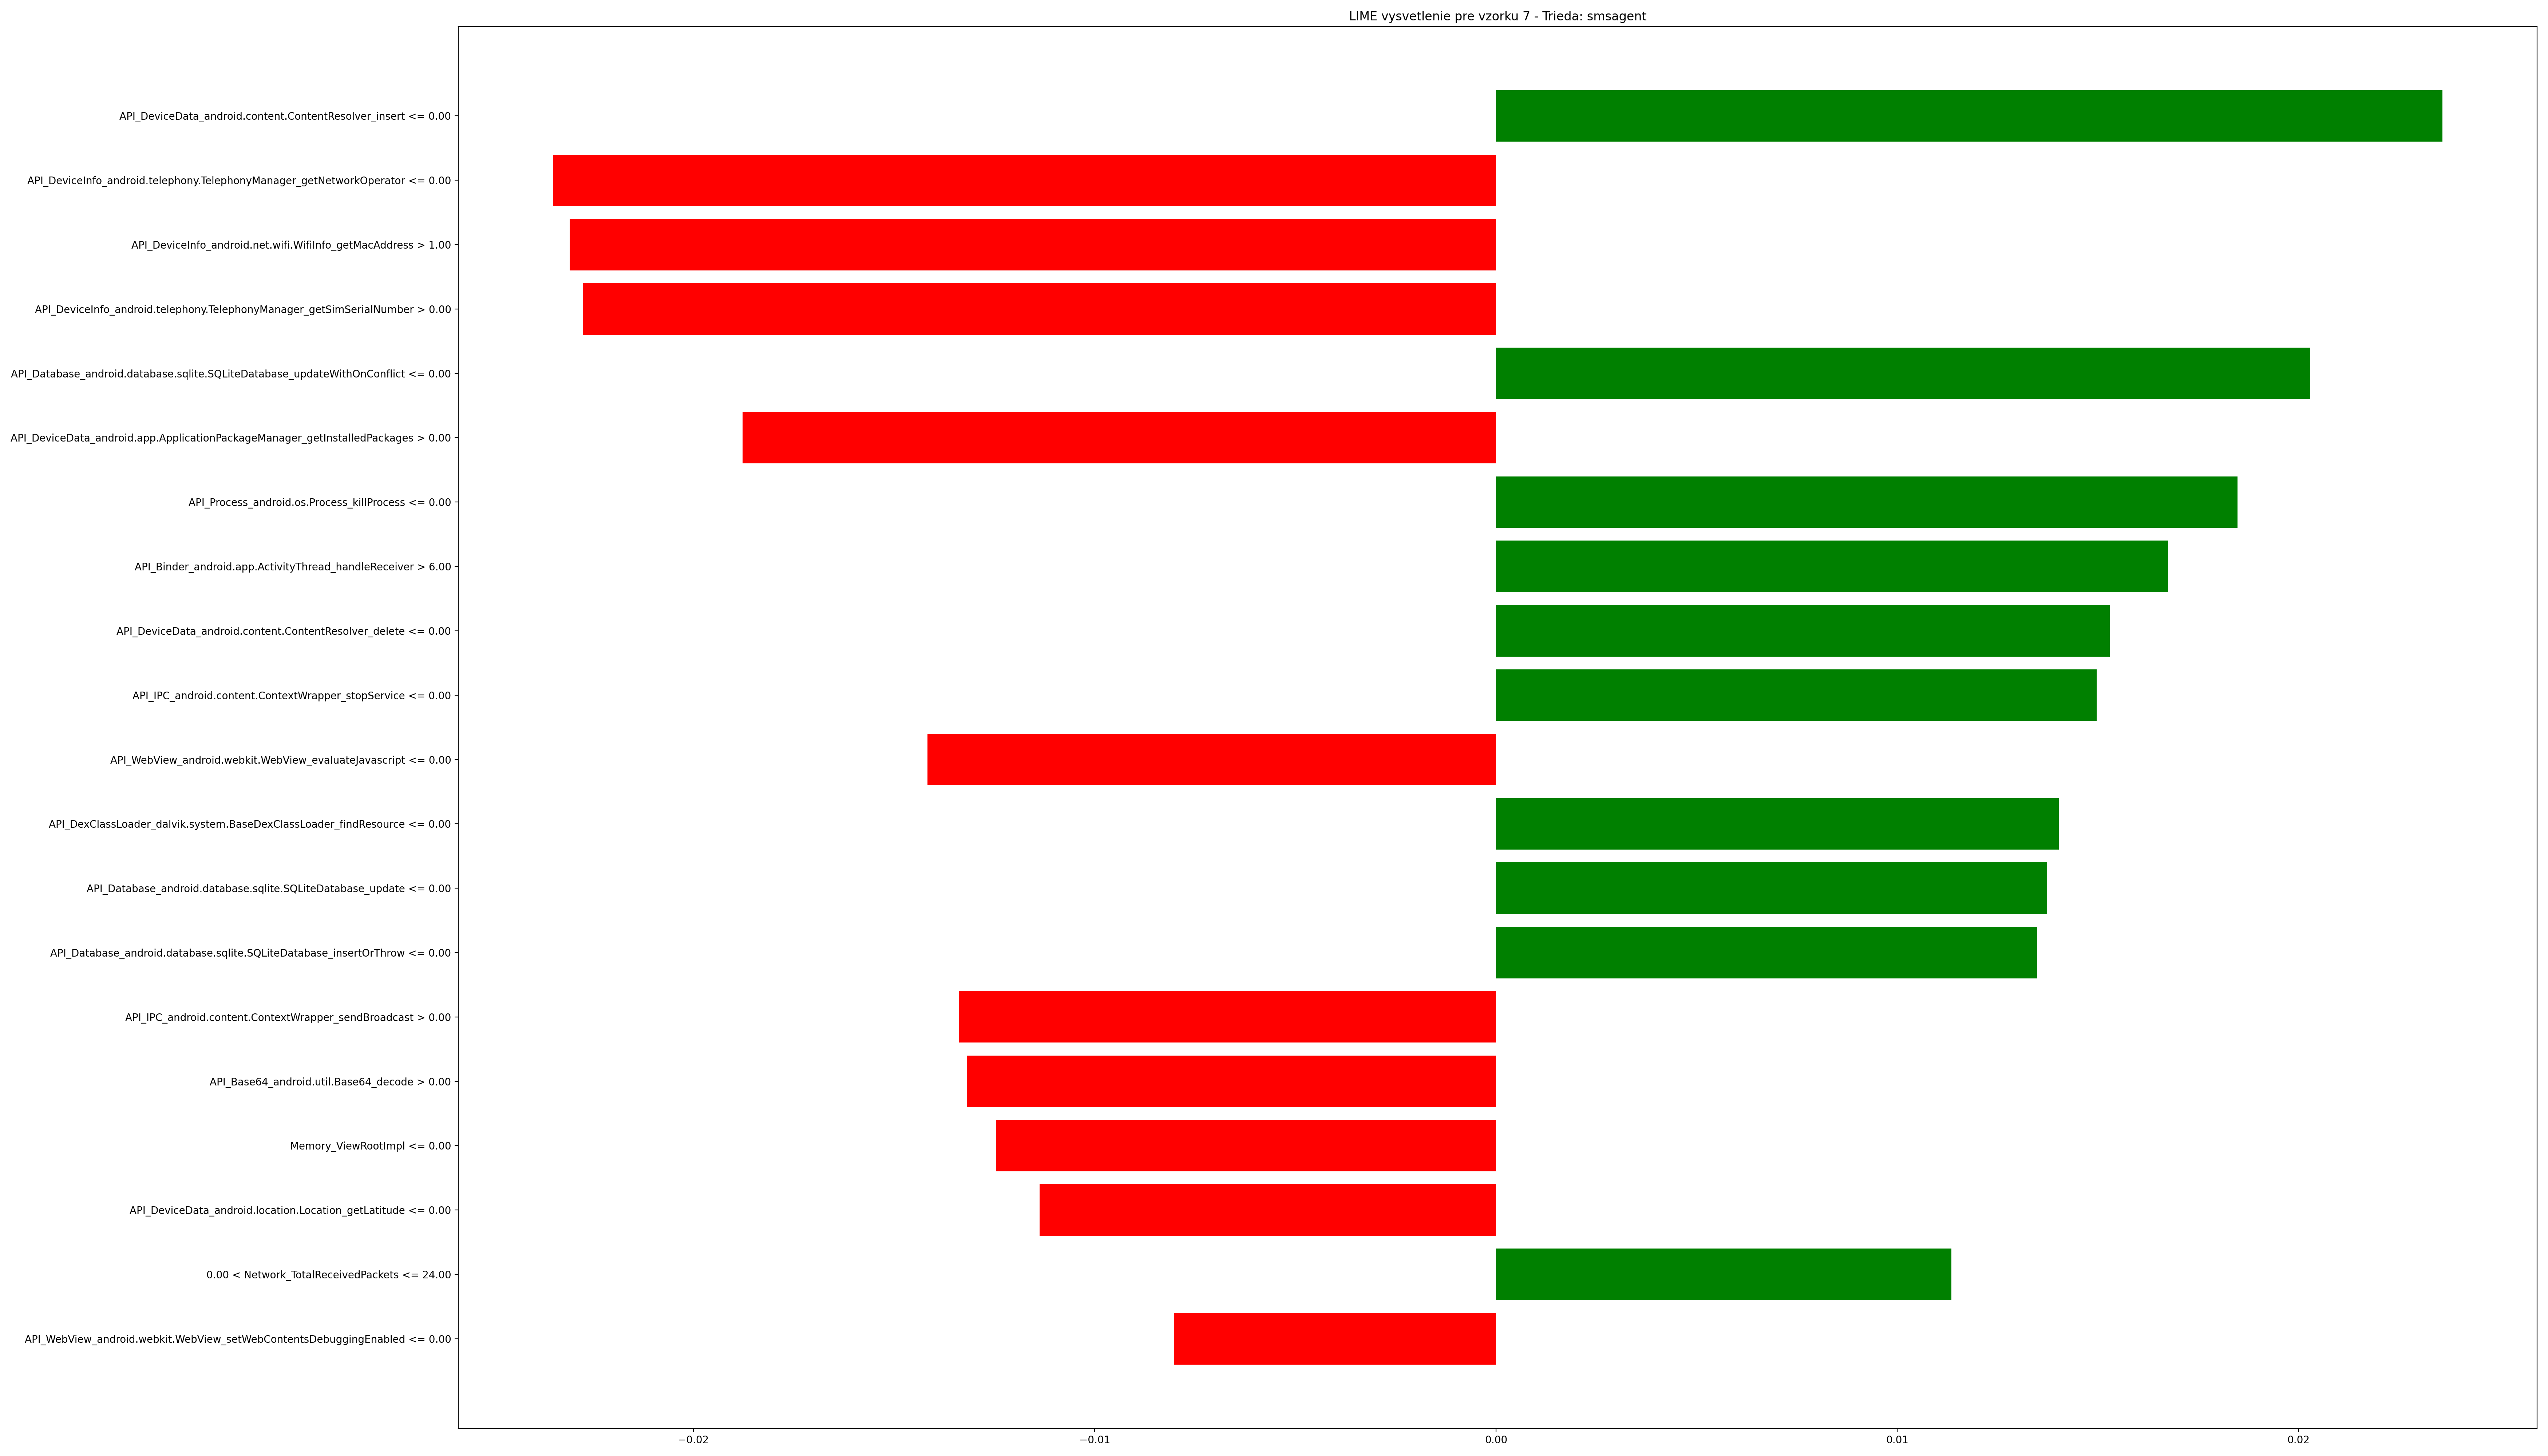 LIME vysvetlenie pre vzorku 7 - Trieda: smsagent
API_DeviceData_android.content.ContentResolver_insert <= 0.00
API_DeviceInfo_android.telephony.TelephonyManager_getNetworkOperator <= 0.00
API_DeviceInfo_android.net.wifi.WifiInfo_getMacAddress > 1.00
API_DeviceInfo_android.telephony.TelephonyManager_getSimSerialNumber > 0.00
API_Database_android.database.sqlite.SQLiteDatabase_updateWithOnConflict <= 0.00
API_DeviceData_android.app.ApplicationPackageManager_getInstalledPackages > 0.00
API_Process_android.os.Process_killProcess <= 0.00
API_Binder_android.app.ActivityThread_handleReceiver > 6.00
API_DeviceData_android.content.ContentResolver_delete <= 0.00
API_IPC_android.content.ContextWrapper_stopService <= 0.00
API_WebView_android.webkit.WebView_evaluateJavascript <= 0.00
API_DexClassLoader_dalvik.system.BaseDexClassLoader_findResource <= 0.00
API_Database_android.database.sqlite.SQLiteDatabase_update <= 0.00
API_Database_android.database.sqlite.SQLiteDatabase_insertOrThrow <= 0.00
API_IPC_android.content.ContextWrapper_sendBroadcast > 0.00
API_Base64_android.util.Base64_decode > 0.00
Memory_ViewRootImpl <= 0.00
API_DeviceData_android.location.Location_getLatitude <= 0.00
0.00 < Network_TotalReceivedPackets <= 24.00
API_WebView_android.webkit.WebView_setWebContentsDebuggingEnabled <= 0.00
−0.02 −0.01 0.00 0.01 0.02